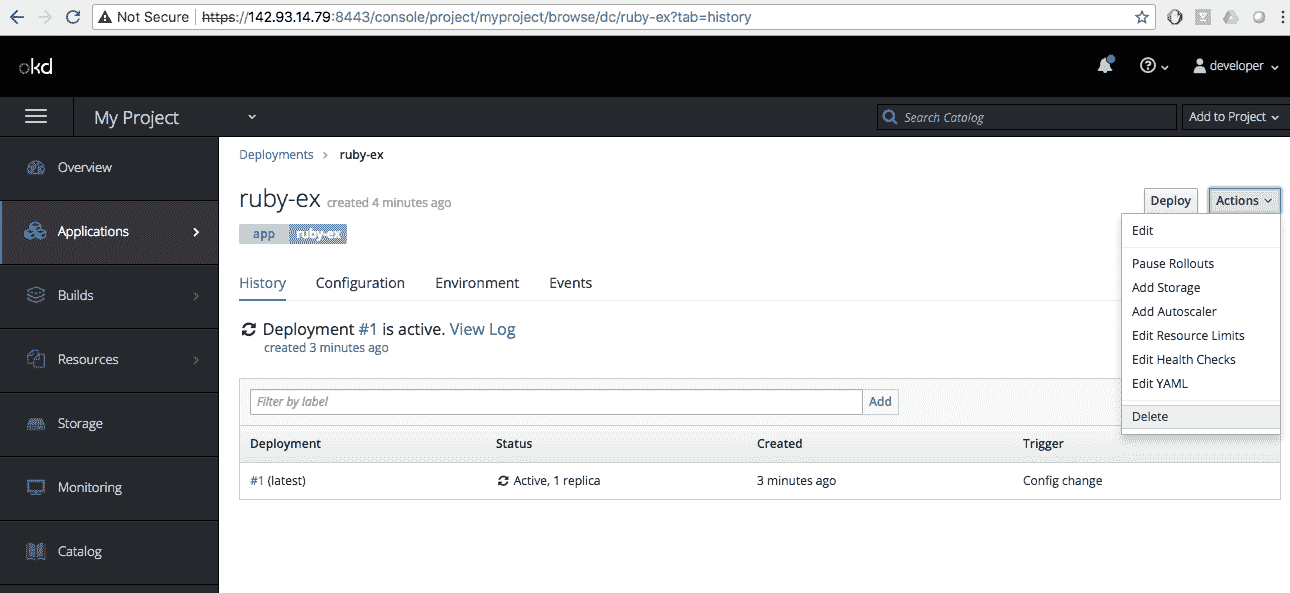 Not Secure https://142.93.14.79:8443/console/project/myproject/browse/dc/ruby-ex?tab=history
okd
developer
My Project
Search Catalog
Add to Project
Overview
Applications
Builds
Resources
Storage
Monitoring
Catalog
Deployments > ruby-ex
ruby-ex created 4 minutes ago
app ruby-ex
Deploy
Actions
Edit
Pause Rollouts
Add Storage
Add Autoscaler
Edit Resource Limits
Edit Health Checks
Edit YAML
Delete
History Configuration Environment Events
Deployment #1 is active. View Log
created 3 minutes ago
Filter by label
Add
Deployment Status Created Trigger
#1 (latest) Active, 1 replica 3 minutes ago Config change